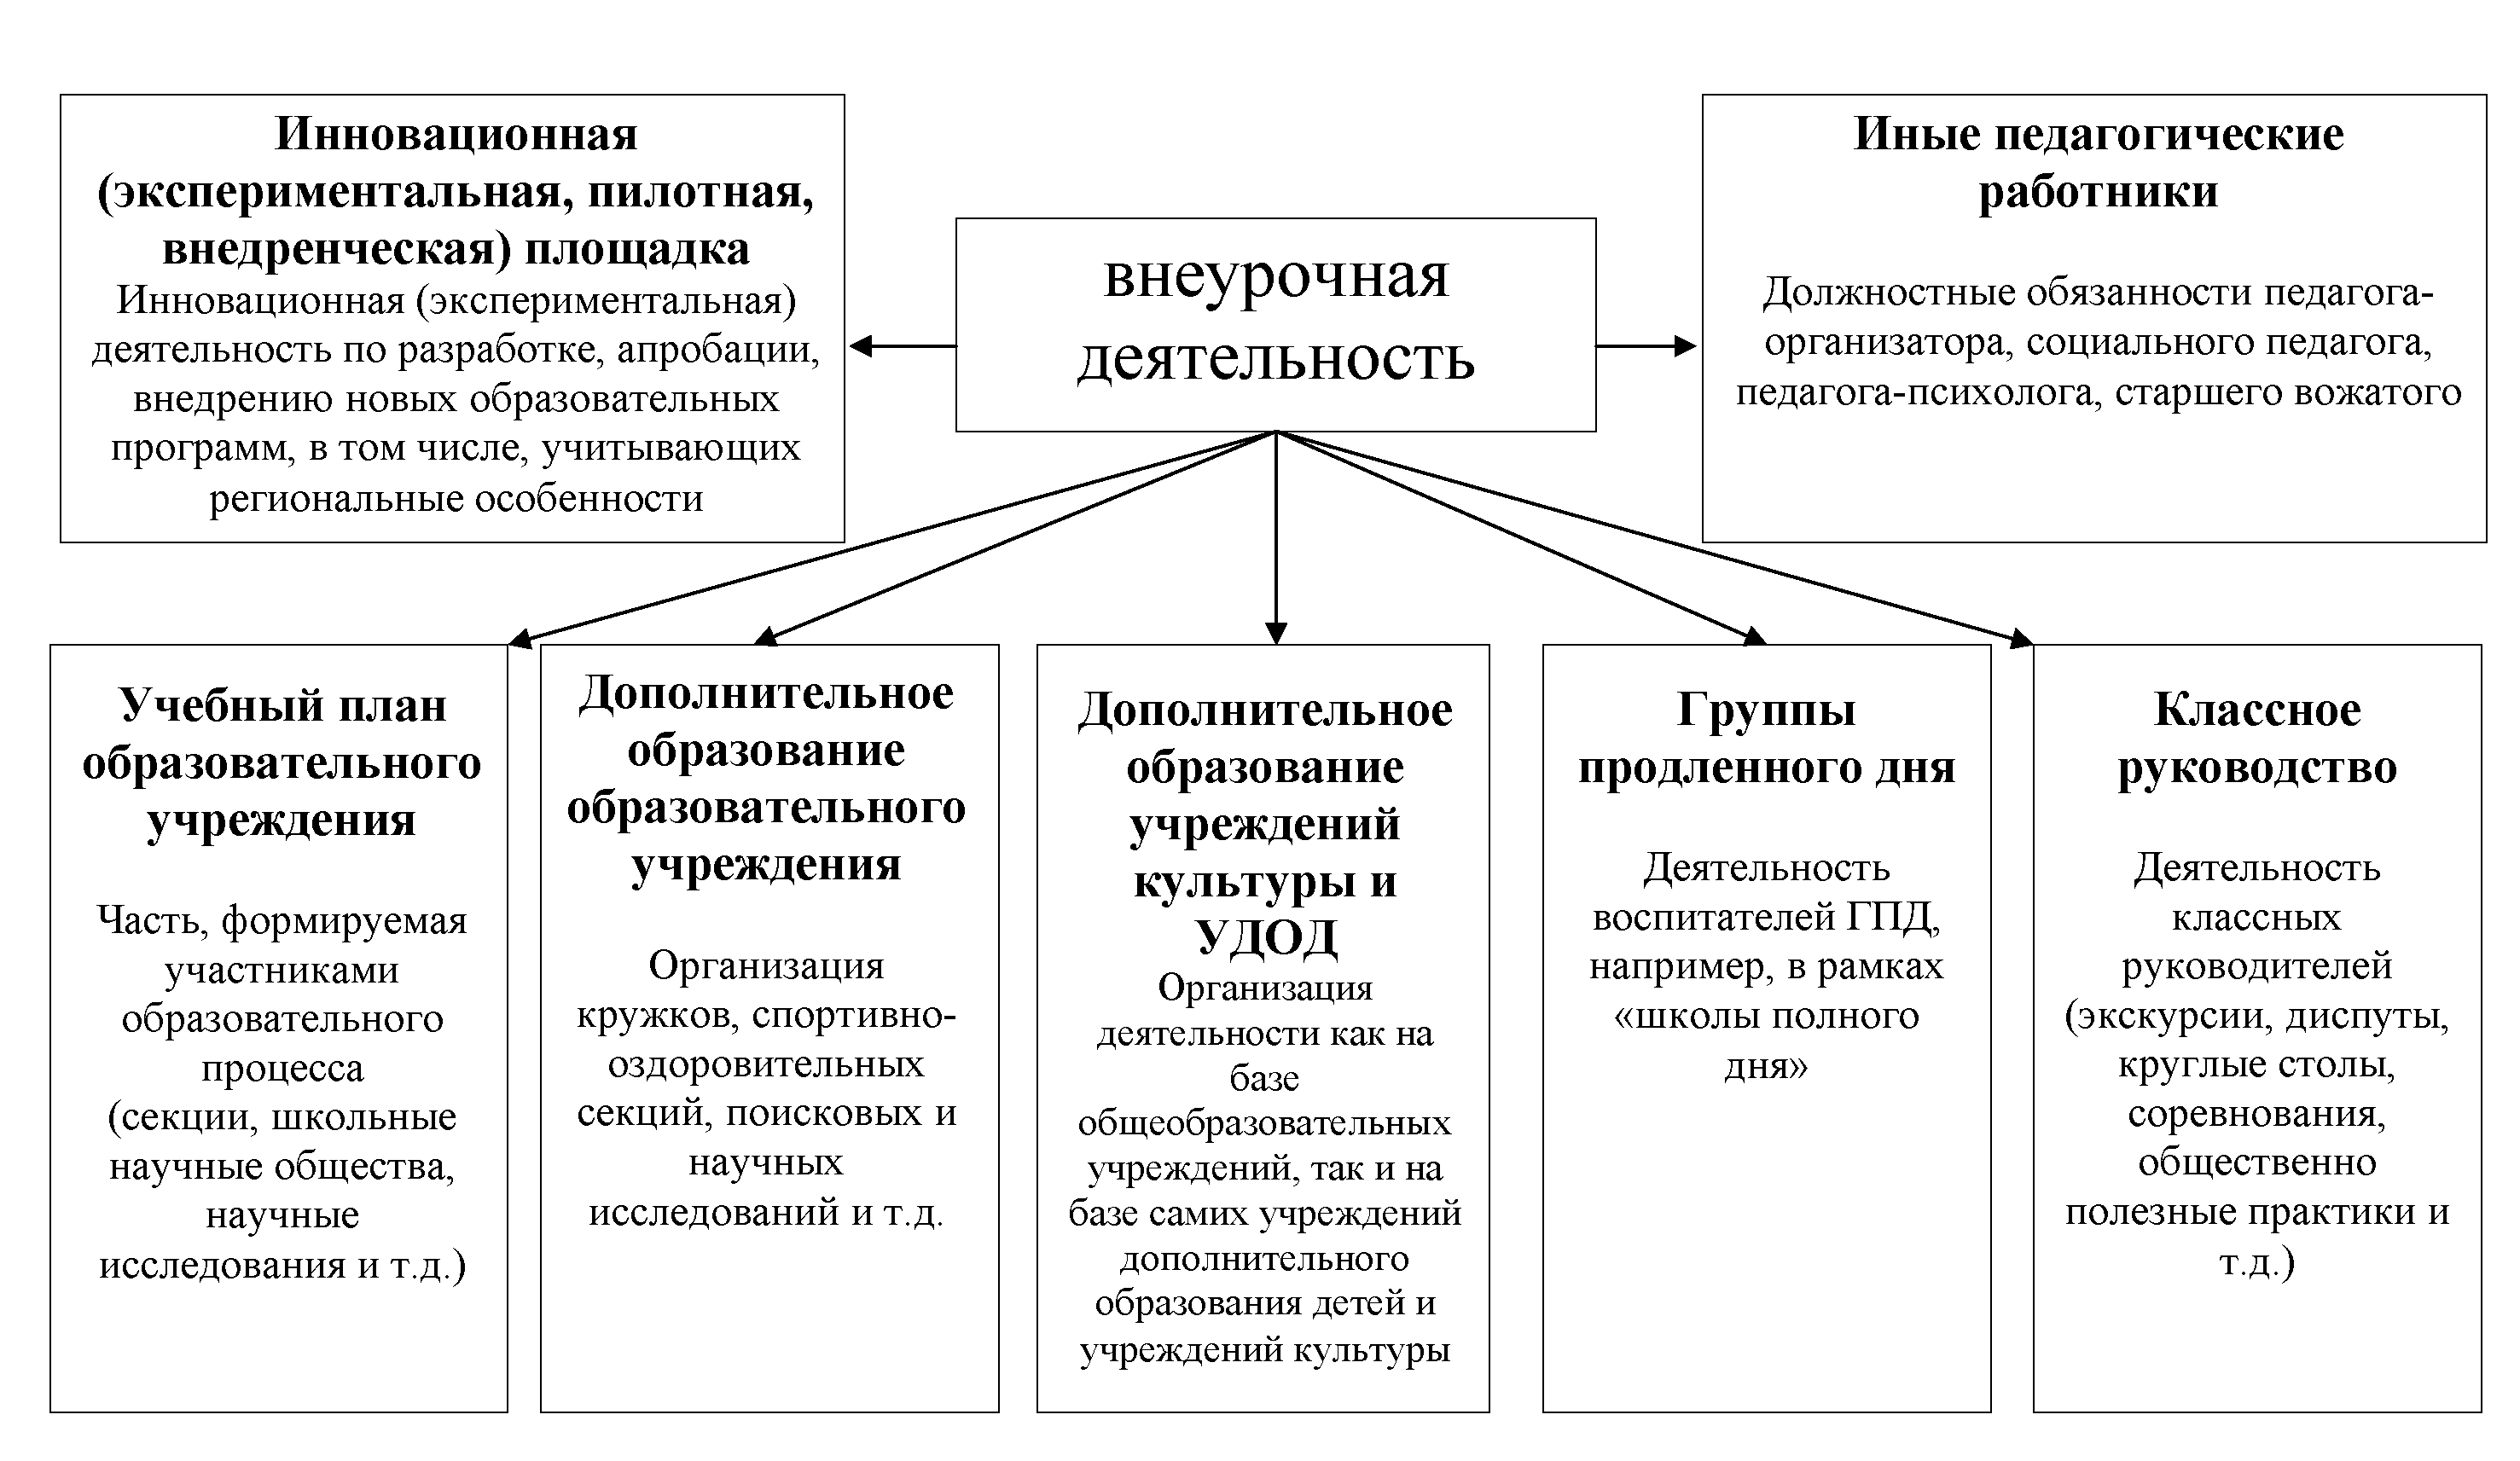 Инновационная
(экспериментальная, пилотная,
внедренческая) площадка
Инновационная (экспериментальная)
деятельность по разработке, апробации,
внедрению новых образовательных
программ, в том числе, учитывающих
региональные особенности
внеурочная
деятельность
Иные педагогические
работники
Должностные обязанности педагога-
организатора, социального педагога,
педагога-психолога, старшего вожатого
Учебный план
образовательного
учреждения
Часть, формируемая
участниками
образовательного
процесса
(секции, школьные
научные общества,
научные
исследования и т.д.)
Дополнительное
образование
образовательного
учреждения
Организация
кружков, спортивно-
оздоровительных
секций, поисковых и
научных
исследований и т.д.
Дополнительное
образование
учреждений
культуры и
УДОД
Организация
деятельности как на
базе
общеобразовательных
учреждений, так и на
базе самих учреждений
дополнительного
образования детей и
учреждений культуры
Группы
продленного дня
Деятельность
воспитателей ГПД,
например, в рамках
«школы полного
дня»
Классное
руководство
Деятельность
классных
руководителей
(экскурсии, диспуты,
круглые столы,
соревнования,
общественно
полезные практики и
т.д.)